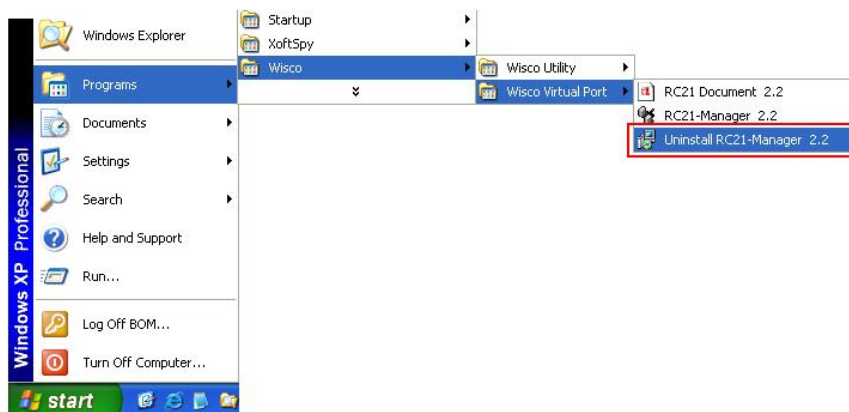 Windows Explorer
Programs
Documents
Settings
Search
Help and Support
Run...
Log Off BOM...
Turn Off Computer...
Windows XP Professional
start
Startup
XoftSpy
Wisco
Wisco Utility
Wisco Virtual Port
RC21 Document 2.2
RC21-Manager 2.2
Uninstall RC21-Manager 2.2